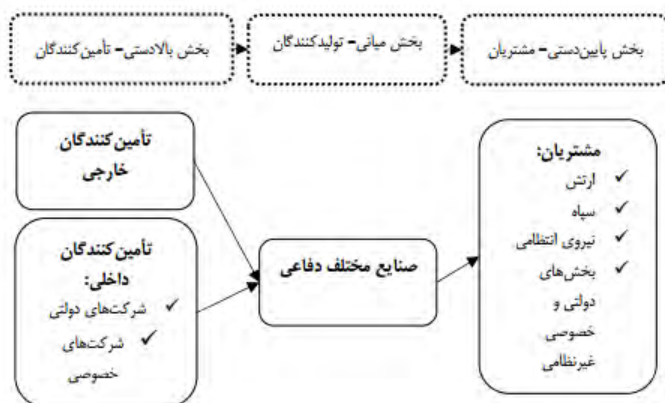 بخش بالادستی- تأمین‌کنندگان
بخش میانی- تولیدکنندگان
بخش پایین‌دستی- مشتریان
تأمین‌کنندگان
خارجی
تأمین‌کنندگان
داخلی:
✓ شرکت‌های دولتی
✓ شرکت‌های
خصوصی
صنایع مختلف دفاعی
مشتریان:
✓ ارتش
✓ سپاه
✓ نیروی انتظامی
✓ بخش‌های
دولتی و
خصوصی
غیرنظامی